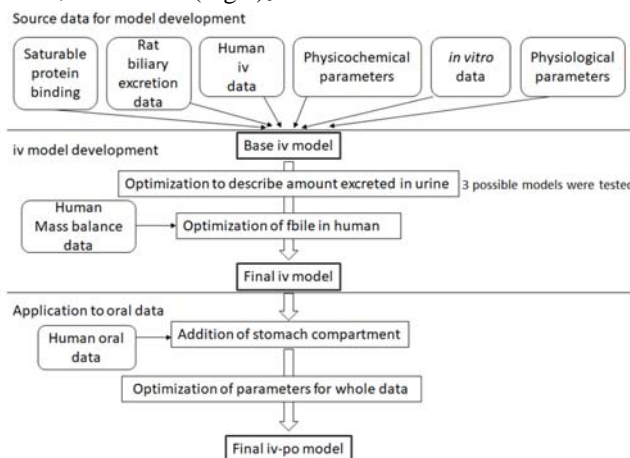 Source data for model development
Saturable
protein
binding
Rat
biliary
excretion
data
Human
iv
data
Physicochemical
parameters
in vitro
data
Physiological
parameters
iv model development
Base iv model
Optimization to describe amount excreted in urine
3 possible models were tested
Human
Mass balance
data
Optimization of fbile in human
Final iv model
Application to oral data
Human oral
data
Addition of stomach compartment
Optimization of parameters for whole data
Final iv-po model